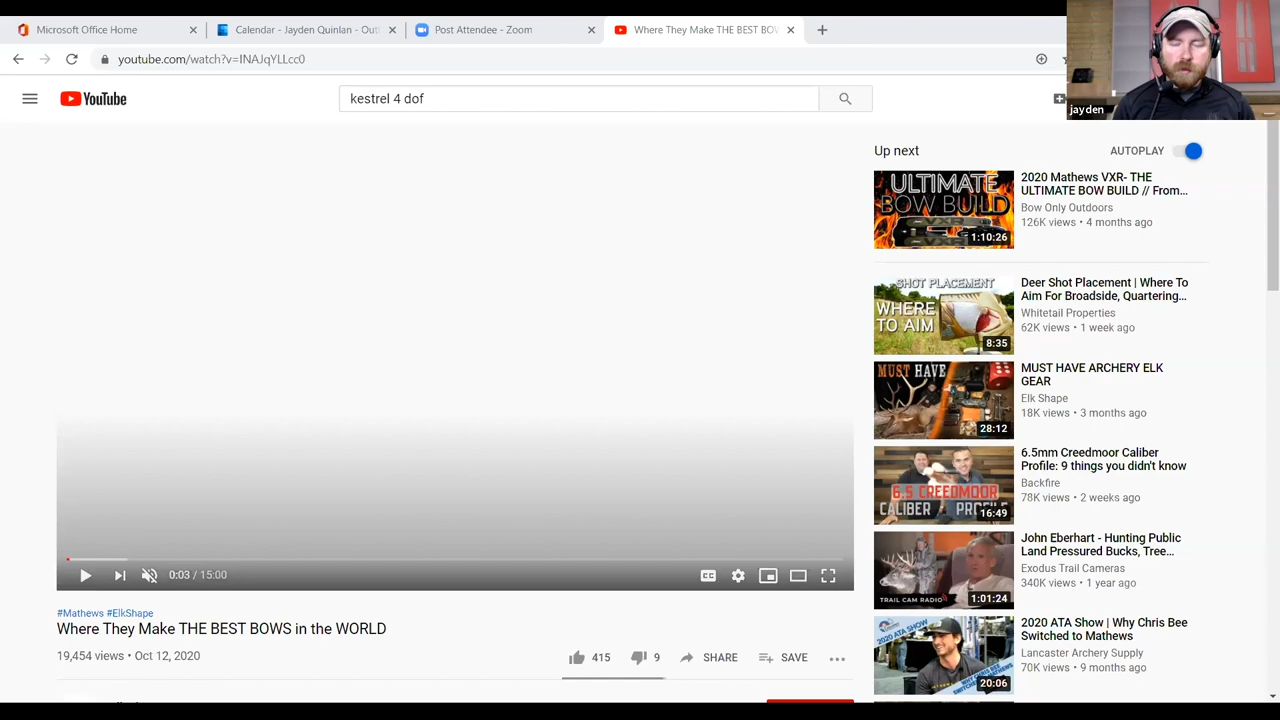 Microsoft Office Home
Calendar - Jayden Quinlan - Out
Post Attendee - Zoom
Where They Make THE BEST BOW
youtube.com/watch?v=INAJqYLLcc0
YouTube
kestrel 4 dof
jayden
Up next
AUTOPLAY
ULTIMATE
BOW BUILD
VXR
1:10:26
2020 Mathews VXR- THE
ULTIMATE BOW BUILD // From...
Bow Only Outdoors
126K views • 4 months ago
SHOT PLACEMENT
WHERE
TO AIM
8:35
Deer Shot Placement | Where To
Aim For Broadside, Quartering...
Whitetail Properties
62K views • 1 week ago
MUST HAVE
28:12
MUST HAVE ARCHERY ELK
GEAR
Elk Shape
18K views • 3 months ago
6.5 CREEDMOOR
CALIBER PROFILE
16:49
6.5mm Creedmoor Caliber
Profile: 9 things you didn't know
Backfire
78K views • 2 weeks ago
TRAIL CAM RADIO
1:01:24
John Eberhart - Hunting Public
Land Pressured Bucks, Tree...
Exodus Trail Cameras
340K views • 1 year ago
2020 ATA SHOW
20:06
2020 ATA Show | Why Chris Bee
Switched to Mathews
Lancaster Archery Supply
70K views • 9 months ago
0:03 / 15:00
CC
#Mathews #ElkShape
Where They Make THE BEST BOWS in the WORLD
19,454 views • Oct 12, 2020
415
9
SHARE
SAVE